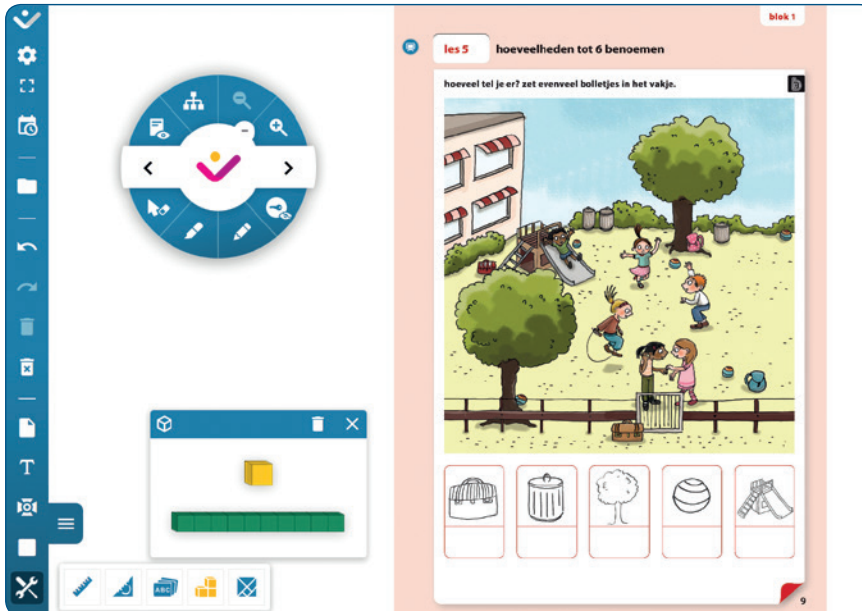 blok 1
les 5 hoeveelheden tot 6 benoemen
hoeveel tel je er? zet evenveel bolletjes in het vakje.
T
ABC
9